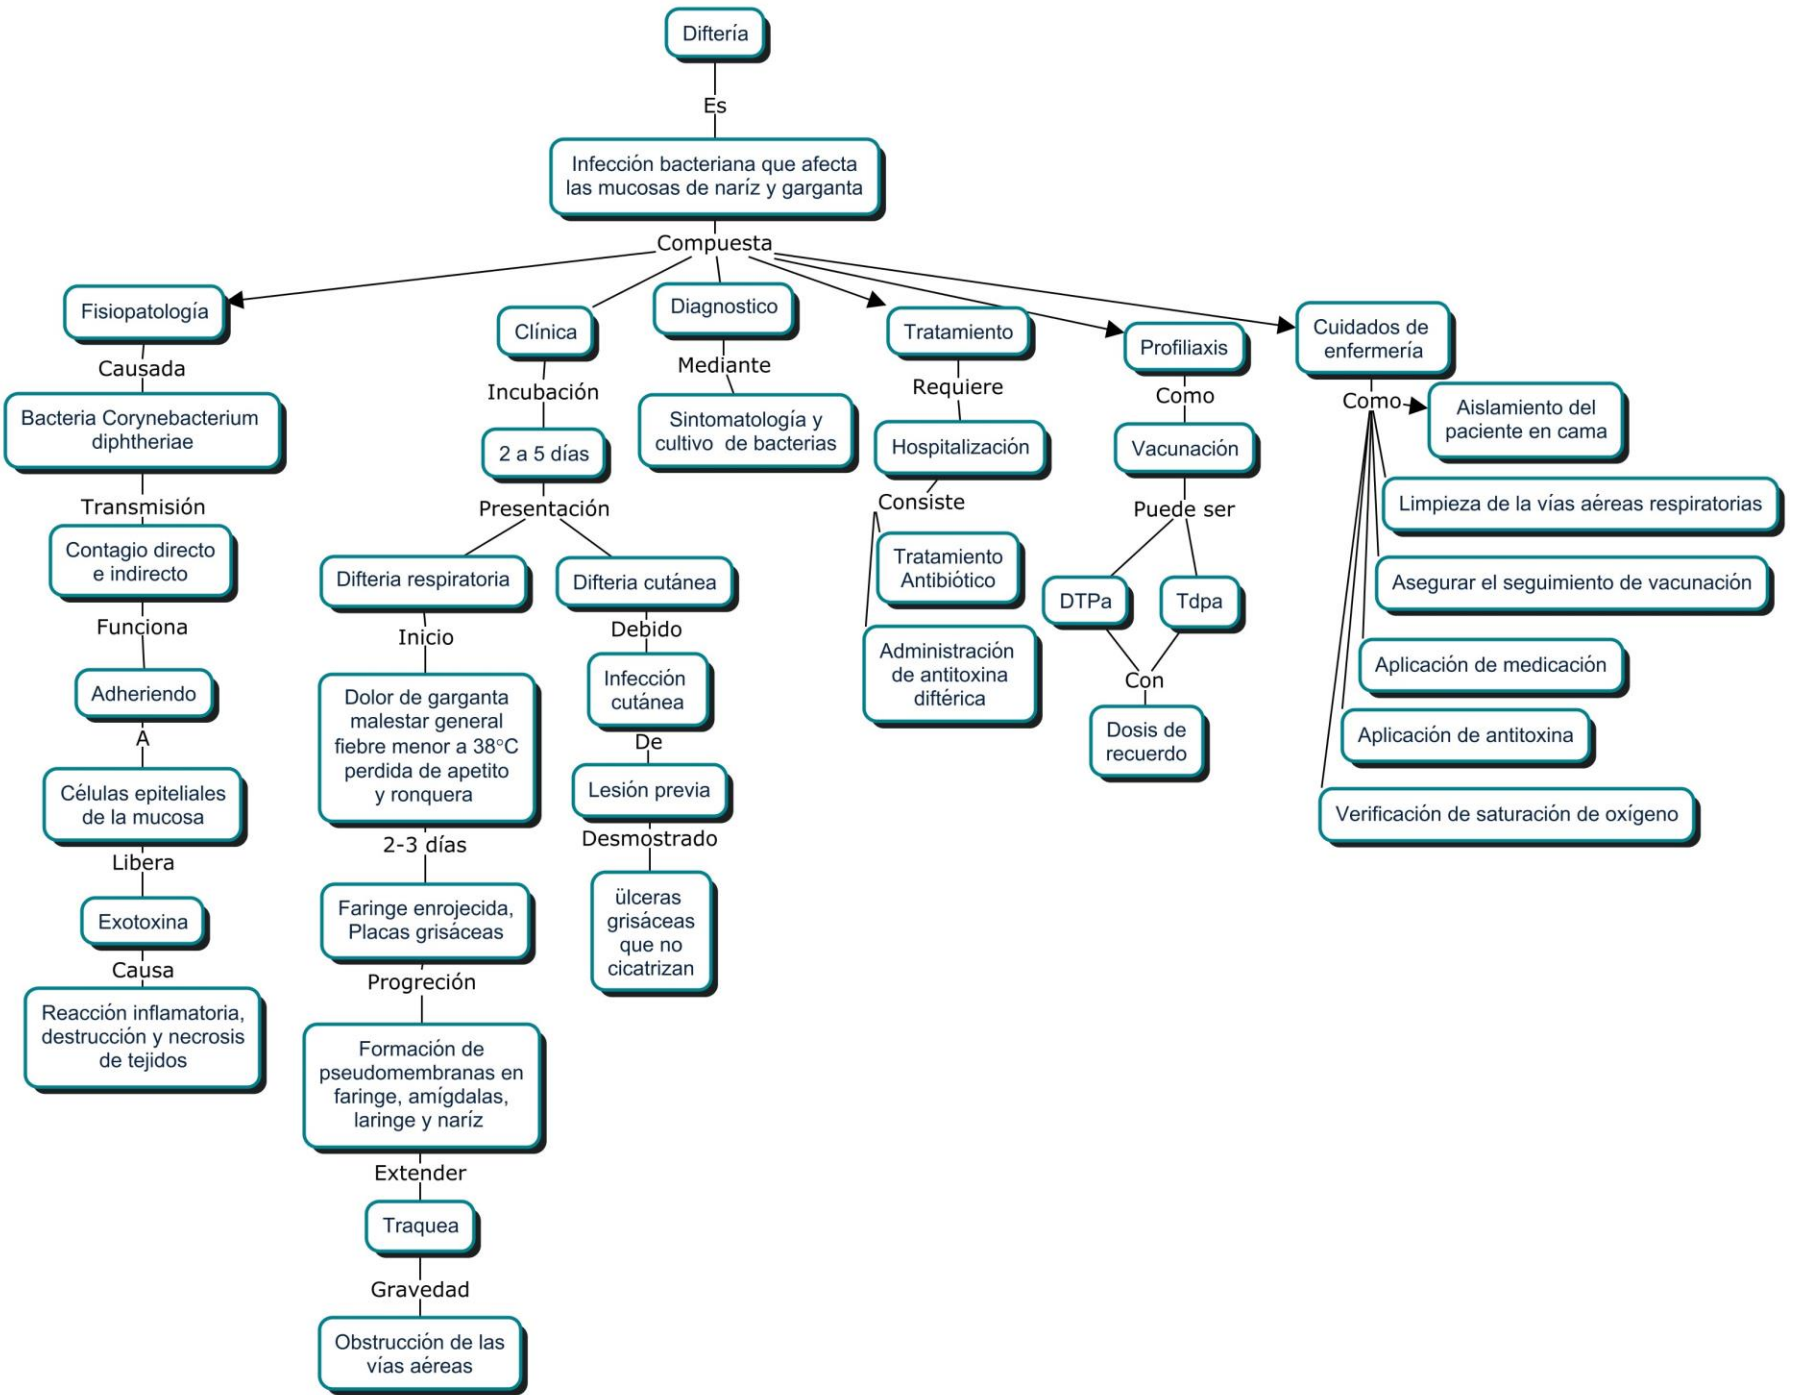 Diftería
Es
Infección bacteriana que afecta
las mucosas de naríz y garganta
Compuesta
Fisiopatología
Causada
Bacteria Corynebacterium
diphtheriae
Transmisión
Contagio directo
e indirecto
Funciona
Adheriendo
A
Células epiteliales
de la mucosa
Libera
Exotoxina
Causa
Reacción inflamatoria,
destrucción y necrosis
de tejidos
Clínica
Incubación
2 a 5 días
Presentación
Difteria respiratoria
Inicio
Dolor de garganta
malestar general
fiebre menor a 38°C
perdida de apetito
y ronquera
2-3 días
Faringe enrojecida,
Placas grisáceas
Progreción
Formación de
pseudomembranas en
faringe, amígdalas,
laringe y naríz
Extender
Traquea
Gravedad
Obstrucción de las
vías aéreas
Difteria cutánea
Debido
Infección
cutánea
De
Lesión previa
Desmostrado
ülceras
grisáceas
que no
cicatrizan
Diagnostico
Mediante
Sintomatología y
cultivo de bacterias
Tratamiento
Requiere
Hospitalización
Consiste
Tratamiento
Antibiótico
Administración
de antitoxina
diftérica
Profiliaxis
Como
Vacunación
Puede ser
DTPa
Tdpa
Con
Dosis de
recuerdo
Cuidados de
enfermería
Como
Aislamiento del
paciente en cama
Limpieza de la vías aéreas respiratorias
Asegurar el seguimiento de vacunación
Aplicación de medicación
Aplicación de antitoxina
Verificación de saturación de oxígeno